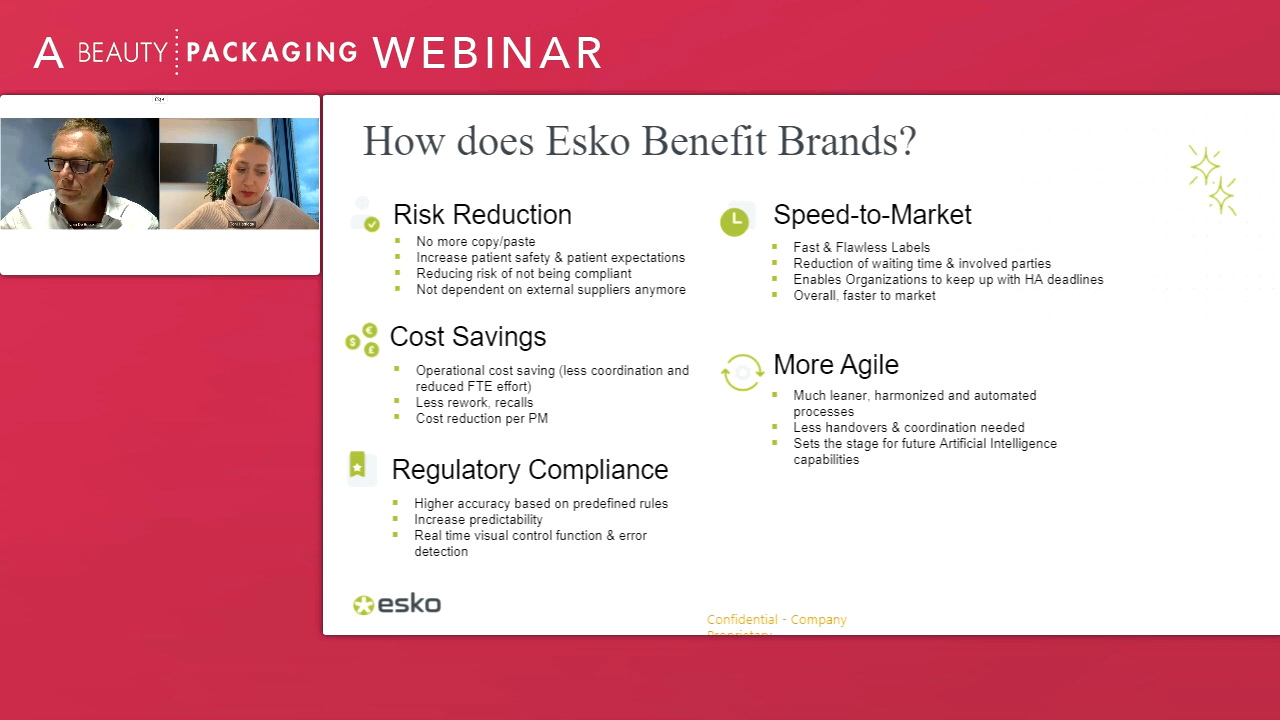 A BEAUTY PACKAGING WEBINAR
How does Esko Benefit Brands?
Risk Reduction
No more copy/paste
Increase patient safety & patient expectations
Reducing risk of not being compliant
Not dependent on external suppliers anymore
Cost Savings
Operational cost saving (less coordination and
reduced FTE effort)
Less rework, recalls
Cost reduction per PM
Regulatory Compliance
Higher accuracy based on predefined rules
Increase predictability
Real time visual control function & error
detection
Speed-to-Market
Fast & Flawless Labels
Reduction of waiting time & involved parties
Enables Organizations to keep up with HA deadlines
Overall, faster to market
More Agile
Much leaner, harmonized and automated
processes
Less handovers & coordination needed
Sets the stage for future Artificial Intelligence
capabilities
esko
Confidential - Company
Proprietary